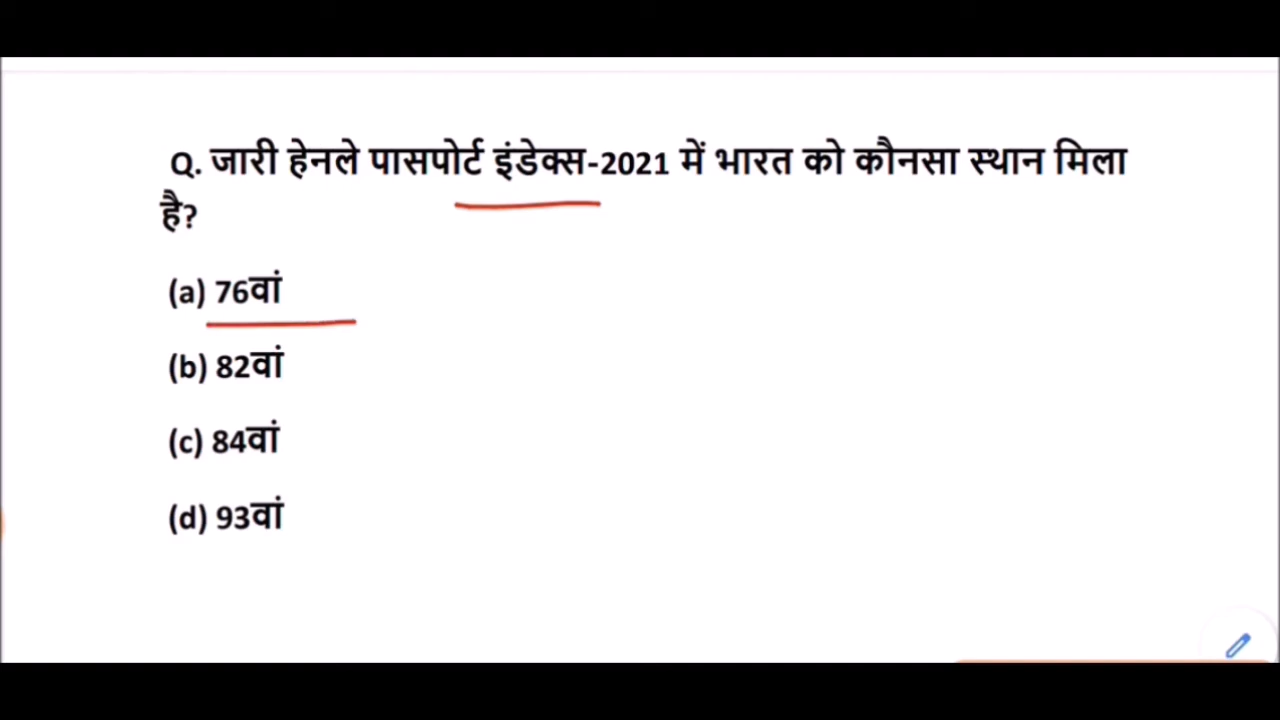 Q. जारी हेनले पासपोर्ट इंडेक्स-2021 में भारत को कौनसा स्थान मिला
है?
(a) 76वां
(b) 82वां
(c) 84वां
(d) 93वां